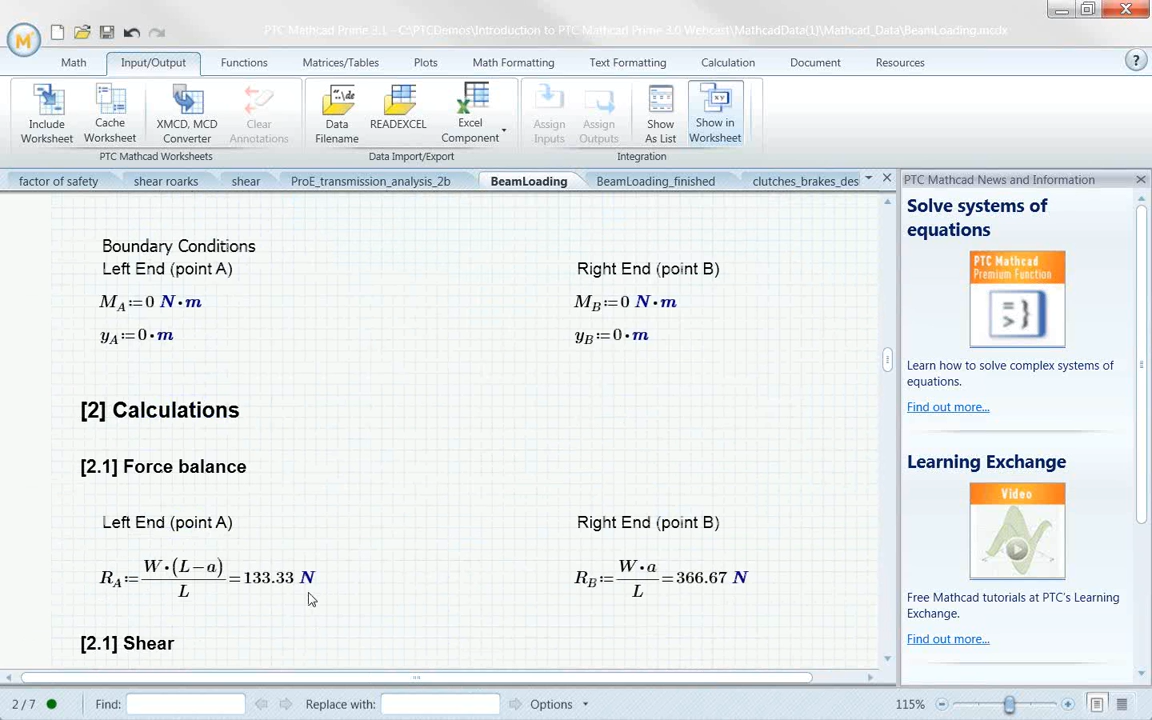 PTC Mathcad Prime 3.1 - C:\PTCDemos\Introduction to PTC Mathcad Prime 3.0 Webcast\MathcadData(1)\Mathcad_Data\BeamLoading.mcdx
Math Input/Output Functions Matrices/Tables Plots Math Formatting Text Formatting Calculation Document Resources
Include Worksheet
Cache Worksheet
XMCD, MCD Converter
Clear Annotations
Data Filename
READEXCEL
Excel Component
Assign Inputs
Assign Outputs
Show As List
Show in Worksheet
PTC Mathcad Worksheets Data Import/Export Integration
factor of safety shear roarks shear ProE_transmission_analysis_2b BeamLoading BeamLoading_finished clutches_brakes_des
Boundary Conditions
Left End (point A) Right End (point B)
M_A:=0 N·m M_B:=0 N·m
y_A:=0·m y_B:=0·m
[2] Calculations
[2.1] Force balance
Left End (point A) Right End (point B)
R_A:=W·(L−a)/L=133.33 N R_B:=W·a/L=366.67 N
[2.1] Shear
PTC Mathcad News and Information
Solve systems of
equations
PTC Mathcad
Premium Function
= }
> }
Learn how to solve complex systems of
equations.
Find out more...
Learning Exchange
Video
Free Mathcad tutorials at PTC's Learning
Exchange.
Find out more...
2 / 7 Find: Replace with: Options 115%